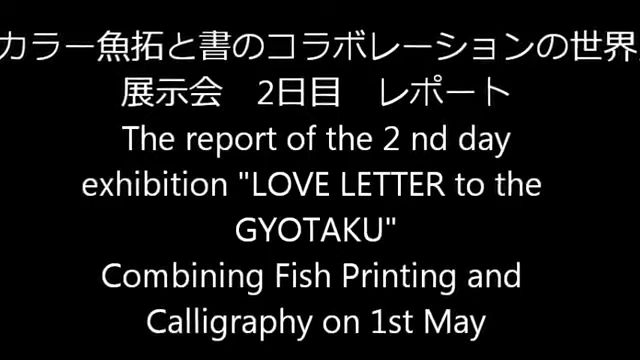 カラー魚拓と書のコラボレーションの世界
展示会　2日目　レポート
The report of the 2 nd day
exhibition "LOVE LETTER to the
GYOTAKU"
Combining Fish Printing and
Calligraphy on 1st May